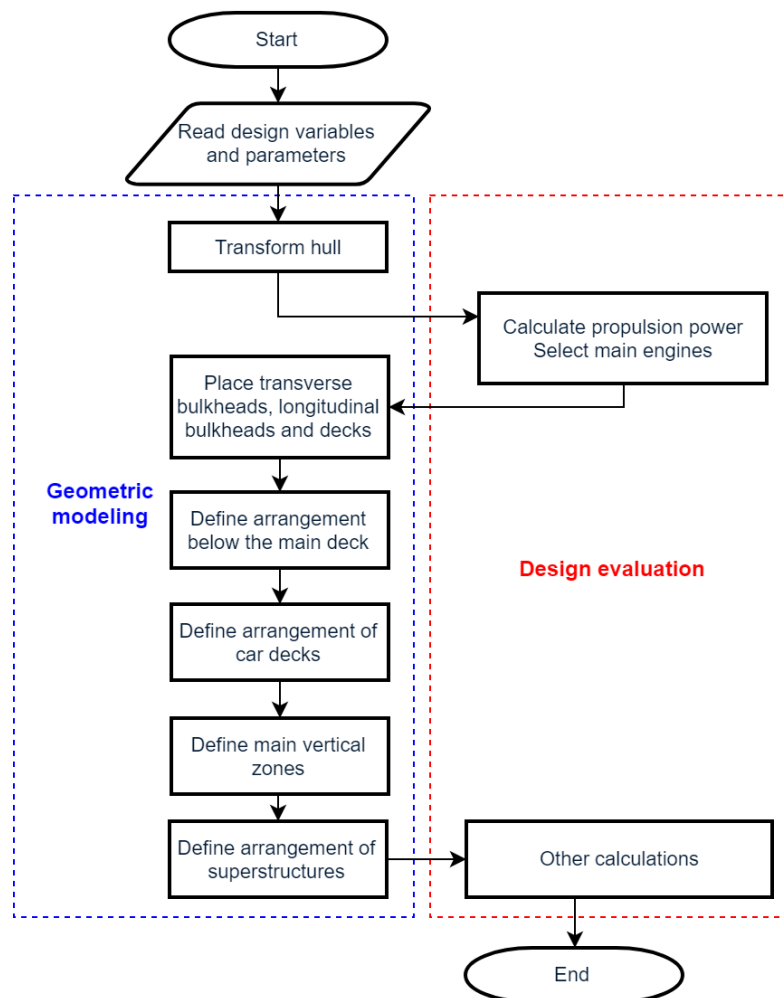 Start
Read design variables
and parameters
Transform hull
Calculate propulsion power
Select main engines
Place transverse
bulkheads, longitudinal
bulkheads and decks
Geometric
modeling
Define arrangement
below the main deck
Design evaluation
Define arrangement of
car decks
Define main vertical
zones
Define arrangement of
superstructures
Other calculations
End